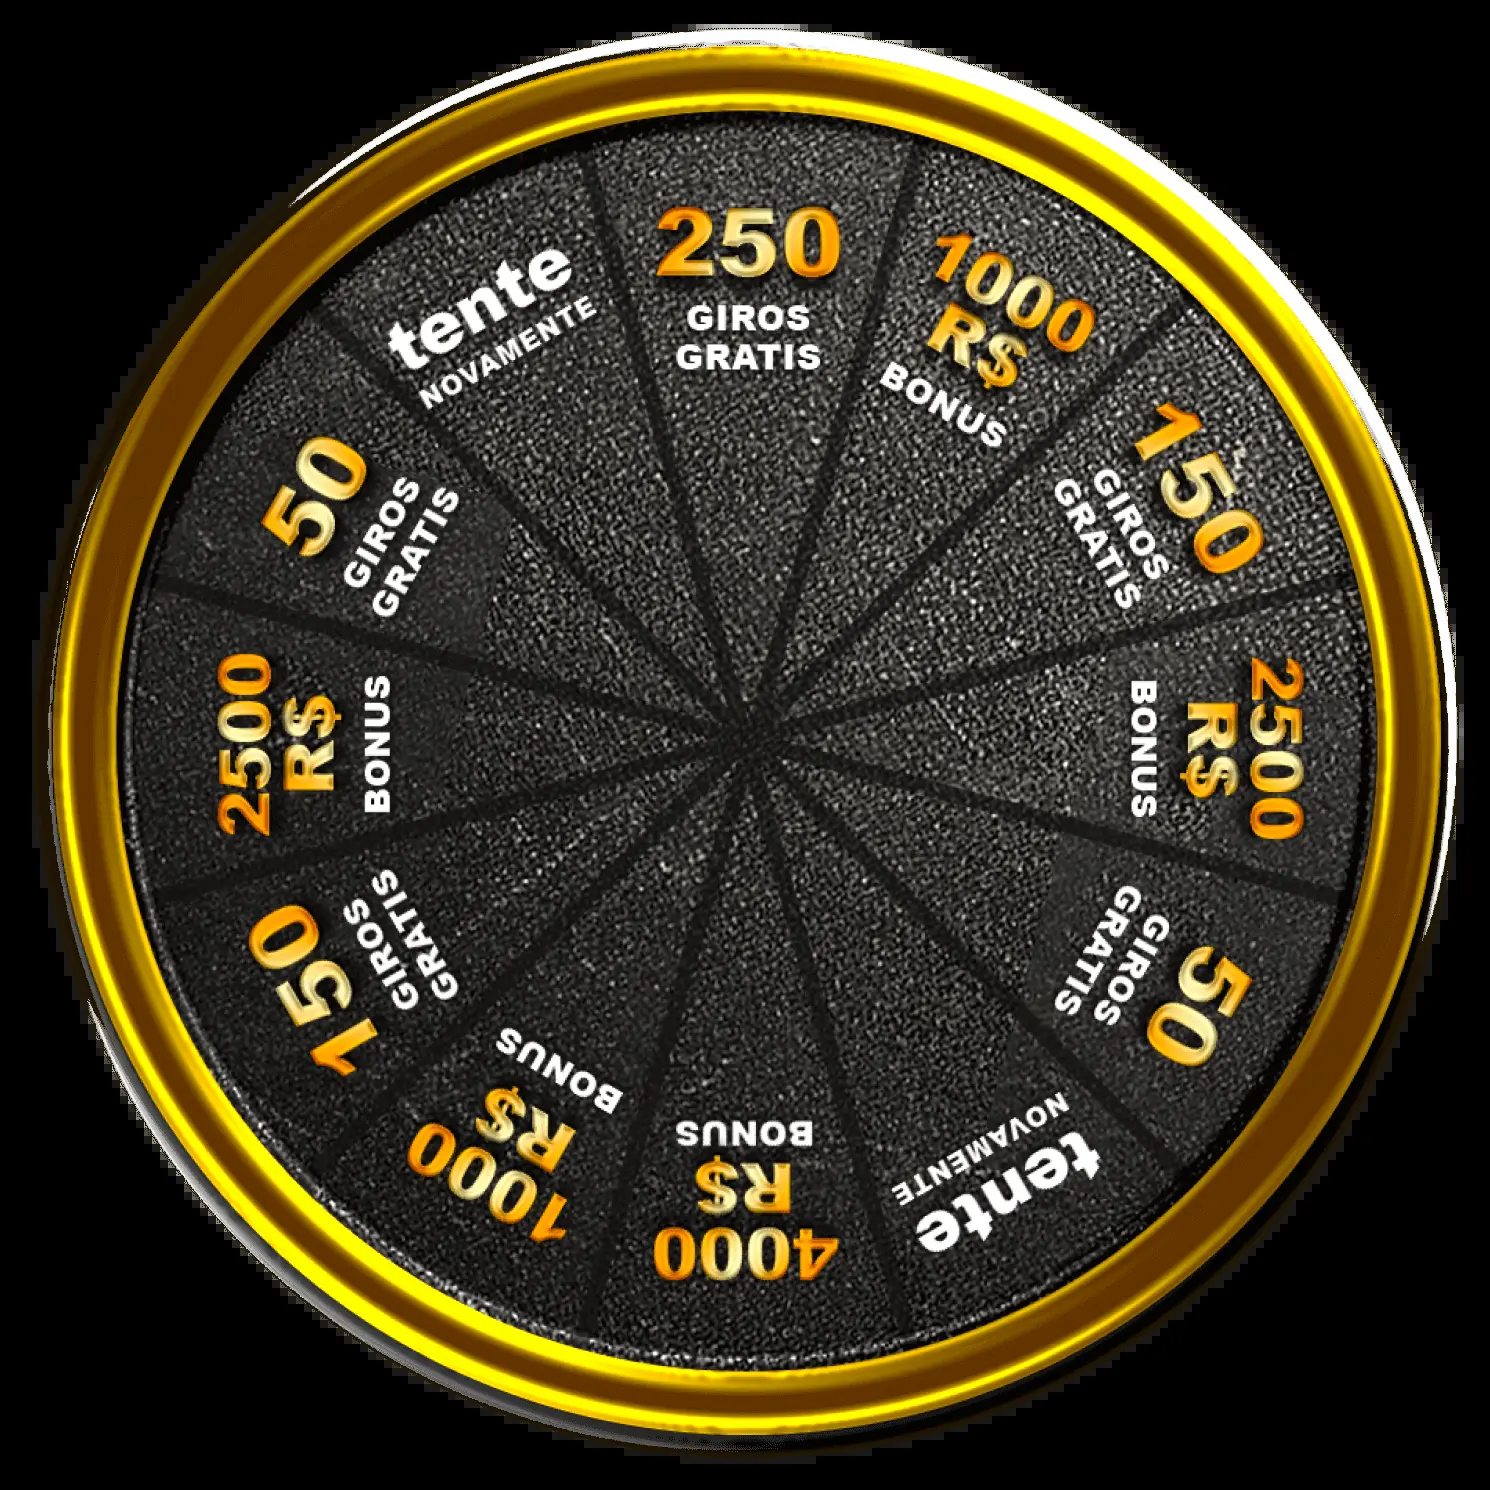 250
GIROS
GRATIS
1000
R$
BONUS
150
GIROS
GRATIS
2500
R$
BONUS
50
GIROS
GRATIS
tente
NOVAMENTE
4000
R$
BONUS
1000
R$
BONUS
150
GIROS
GRATIS
2500
R$
BONUS
50
GIROS
GRATIS
tente
NOVAMENTE